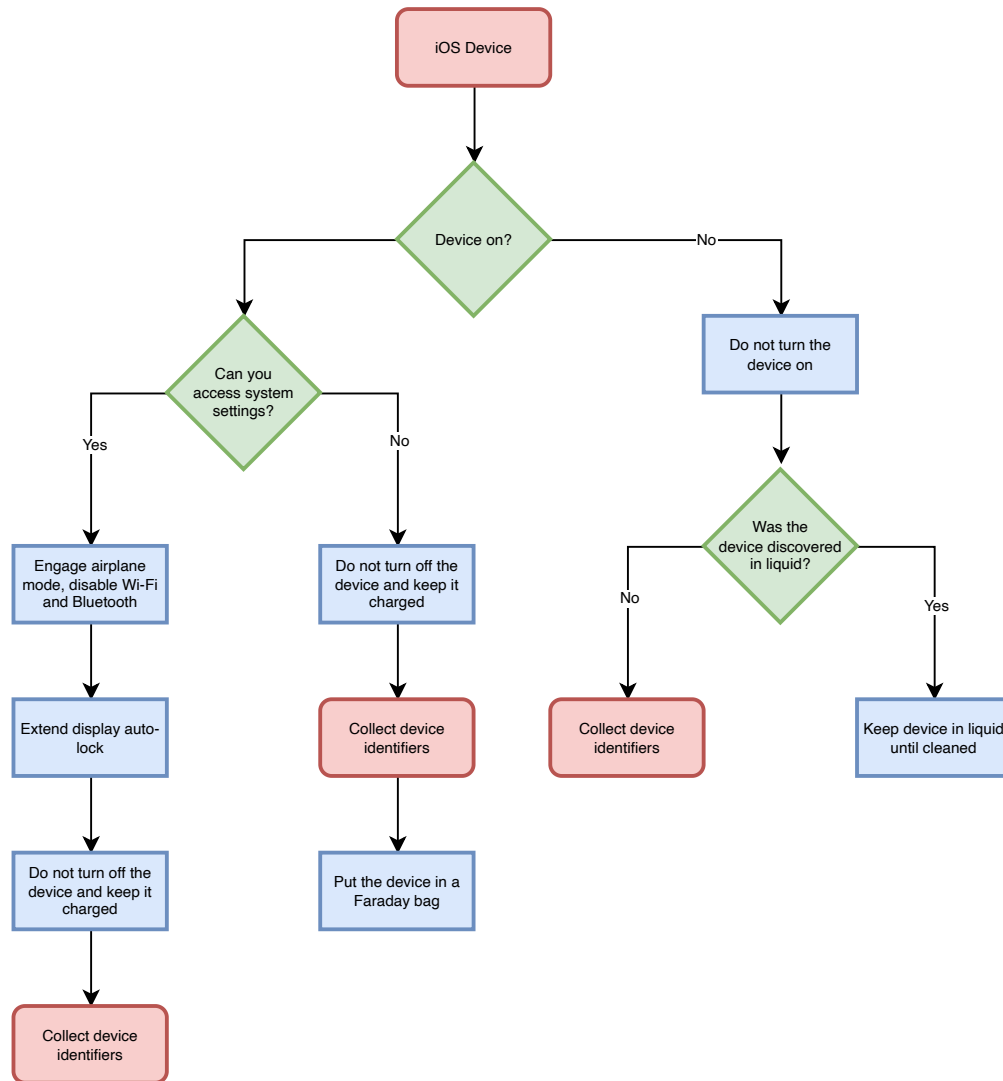 iOS Device
Device on?
No
Do not turn the
device on
Can you
access system
settings?
Yes
No
Was the
device discovered
in liquid?
No
Yes
Engage airplane
mode, disable Wi-Fi
and Bluetooth
Do not turn off the
device and keep it
charged
Extend display auto-
lock
Collect device
identifiers
Collect device
identifiers
Keep device in liquid
until cleaned
Do not turn off the
device and keep it
charged
Put the device in a
Faraday bag
Collect device
identifiers